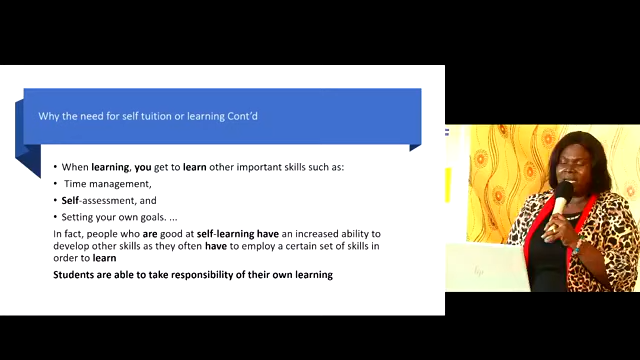 Why the need for self tuition or learning Cont'd
• When learning, you get to learn other important skills such as:
• Time management,
• Self-assessment, and
• Setting your own goals. ...
In fact, people who are good at self-learning have an increased ability to
develop other skills as they often have to employ a certain set of skills in
order to learn
Students are able to take responsibility of their own learning
hp